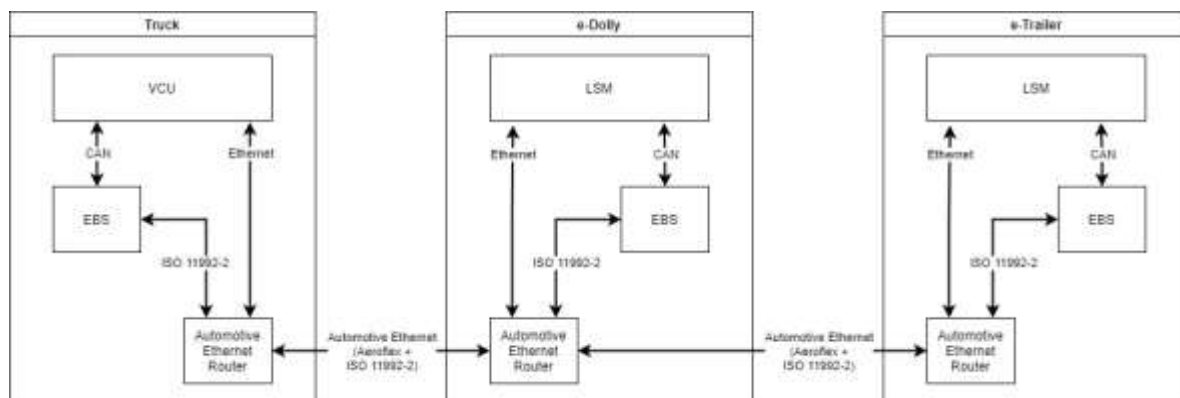 Truck
VCU
CAN
Ethernet
EBS
ISO 11992-2
Automotive
Ethernet
Router
Automotive Ethernet
(Aeroflex +
ISO 11992-2)
e-Dolly
LSM
Ethernet
CAN
EBS
ISO 11992-2
Automotive
Ethernet
Router
Automotive Ethernet
(Aeroflex +
ISO 11992-2)
e-Trailer
LSM
Ethernet
CAN
EBS
ISO 11992-2
Automotive
Ethernet
Router